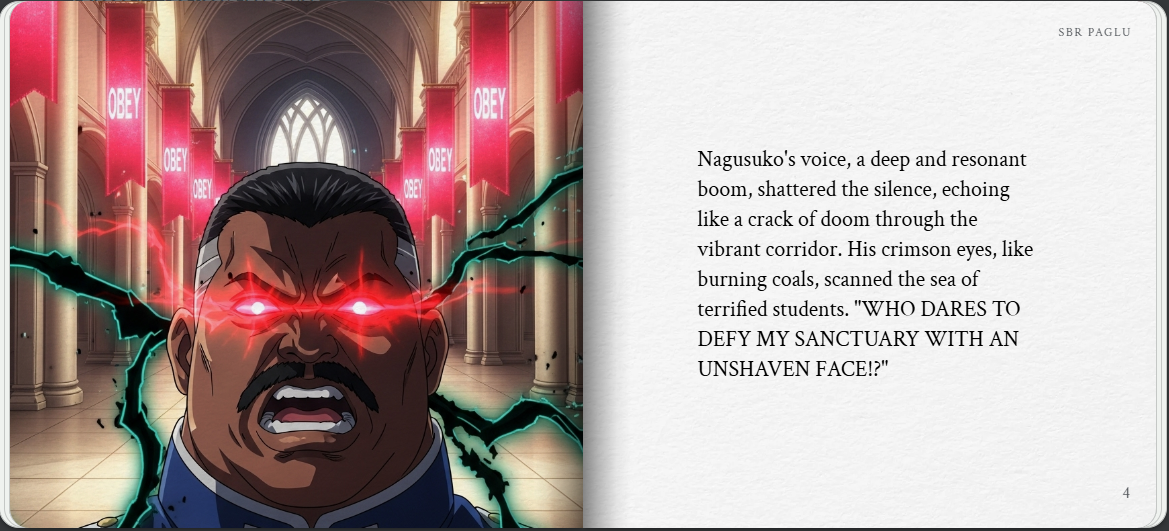 OBEY
OBEY
OBEY
OBEY
OBEY
OBEY
SBR PAGLU
Nagusuko's voice, a deep and resonant
boom, shattered the silence, echoing
like a crack of doom through the
vibrant corridor. His crimson eyes, like
burning coals, scanned the sea of
terrified students. "WHO DARES TO
DEFY MY SANCTUARY WITH AN
UNSHAVEN FACE!?"
4